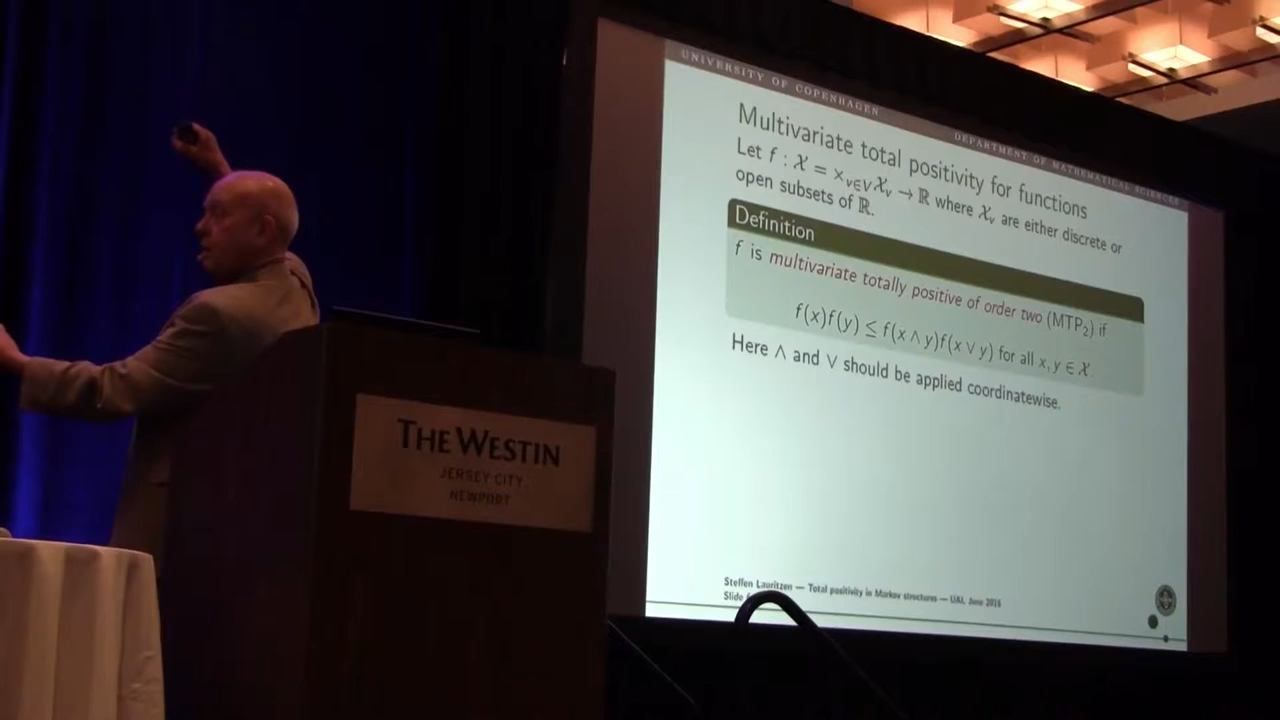 UNIVERSITY OF COPENHAGEN
DEPARTMENT OF MATHEMATICAL SCIENCES
Multivariate total positivity for functions
Let f : 𝒳 = ×_{v∈V} 𝒳_v → ℝ where 𝒳_v are either discrete or
open subsets of ℝ.
Definition
f is multivariate totally positive of order two (MTP₂) if
f(x)f(y) ≤ f(x ∧ y)f(x ∨ y) for all x, y ∈ 𝒳.
Here ∧ and ∨ should be applied coordinatewise.
Steffen Lauritzen — Total positivity in Markov structures — UAI, June 2016
Slide
THE WESTIN
JERSEY CITY
NEWPORT